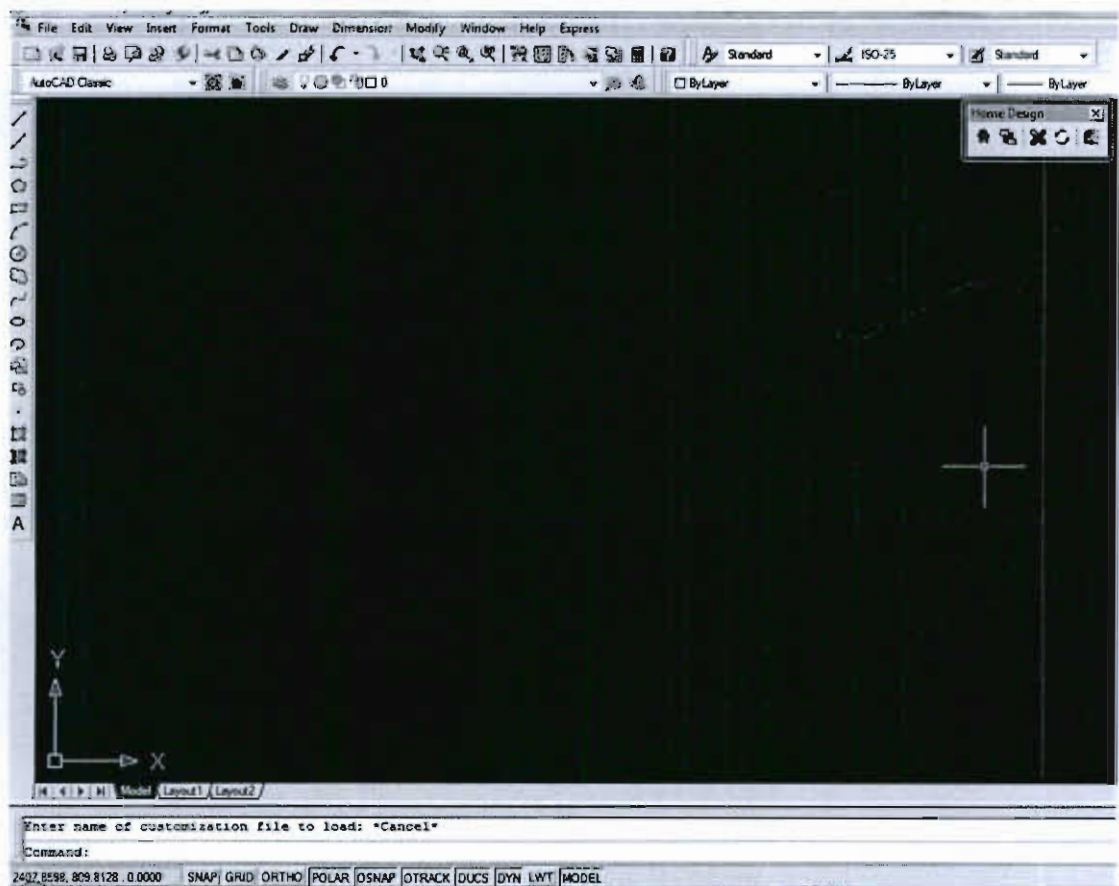 File Edit View Insert Format Tools Draw Dimension Modify Window Help Express
Standard ISO-25 Standard
AutoCAD Classic 0 ByLayer ByLayer ByLayer
Home Design
A
Y
X
Model Layout1 Layout2
Enter name of customization file to load: *Cancel*
Command:
2407.8598, 809.8128, 0.0000 SNAP GRID ORTHO POLAR OSNAP OTRACK DUCS DYN LWT MODEL